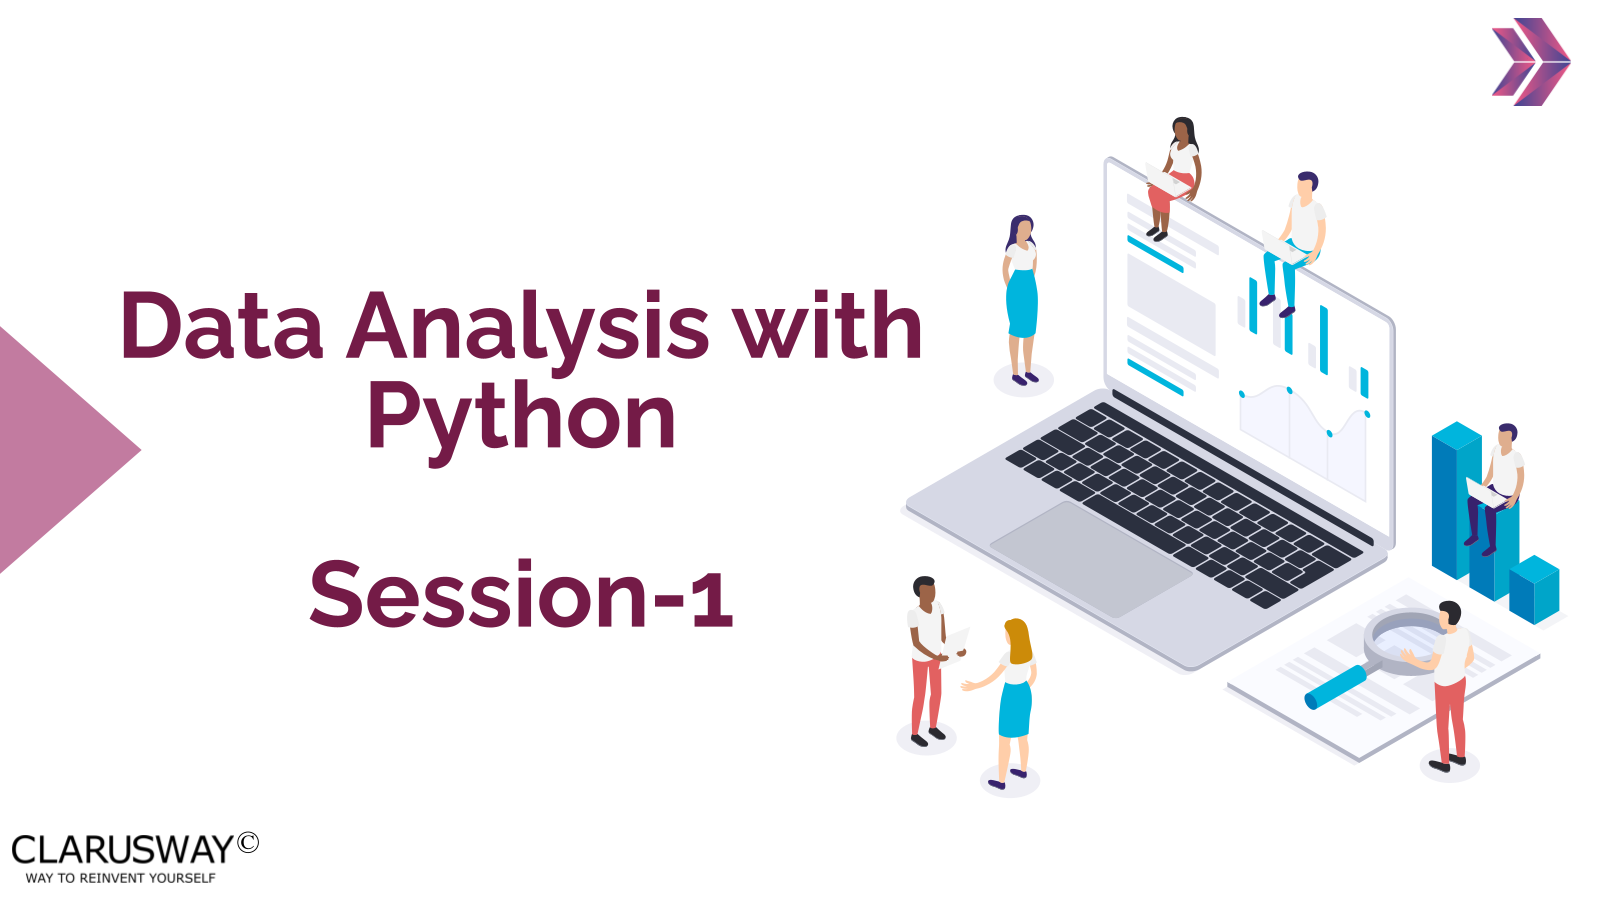 Data Analysis with
Python
Session-1
CLARUSWAY©
WAY TO REINVENT YOURSELF